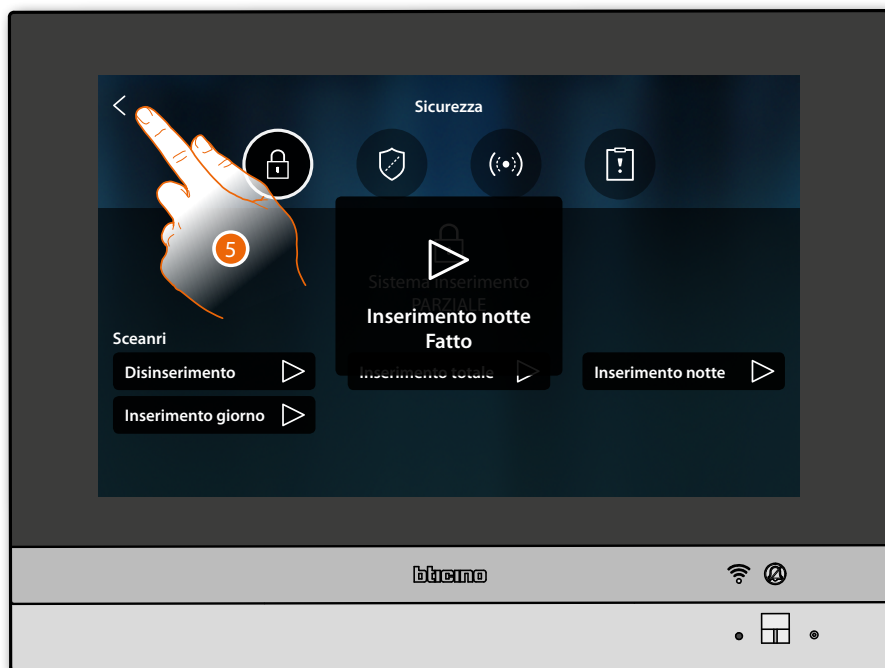 Sicurezza
5
Sistema inserimento
PARZIALE
Inserimento notte
Fatto
Sceanri
Disinserimento
Inserimento totale
Inserimento notte
Inserimento giorno
bticino